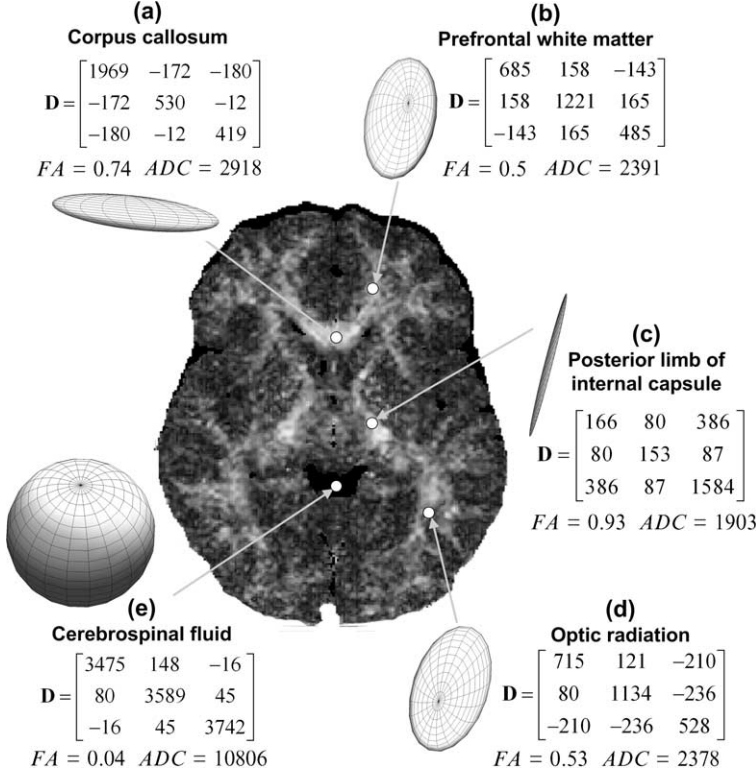 (a)
Corpus callosum
D = [1969 −172 −180
−172 530 −12
−180 −12 419]
FA = 0.74 ADC = 2918
(b)
Prefrontal white matter
D = [685 158 −143
158 1221 165
−143 165 485]
FA = 0.5 ADC = 2391
(c)
Posterior limb of
internal capsule
D = [166 80 386
80 153 87
386 87 1584]
FA = 0.93 ADC = 1903
(e)
Cerebrospinal fluid
D = [3475 148 −16
80 3589 45
−16 45 3742]
FA = 0.04 ADC = 10806
(d)
Optic radiation
D = [715 121 −210
80 1134 −236
−210 −236 528]
FA = 0.53 ADC = 2378